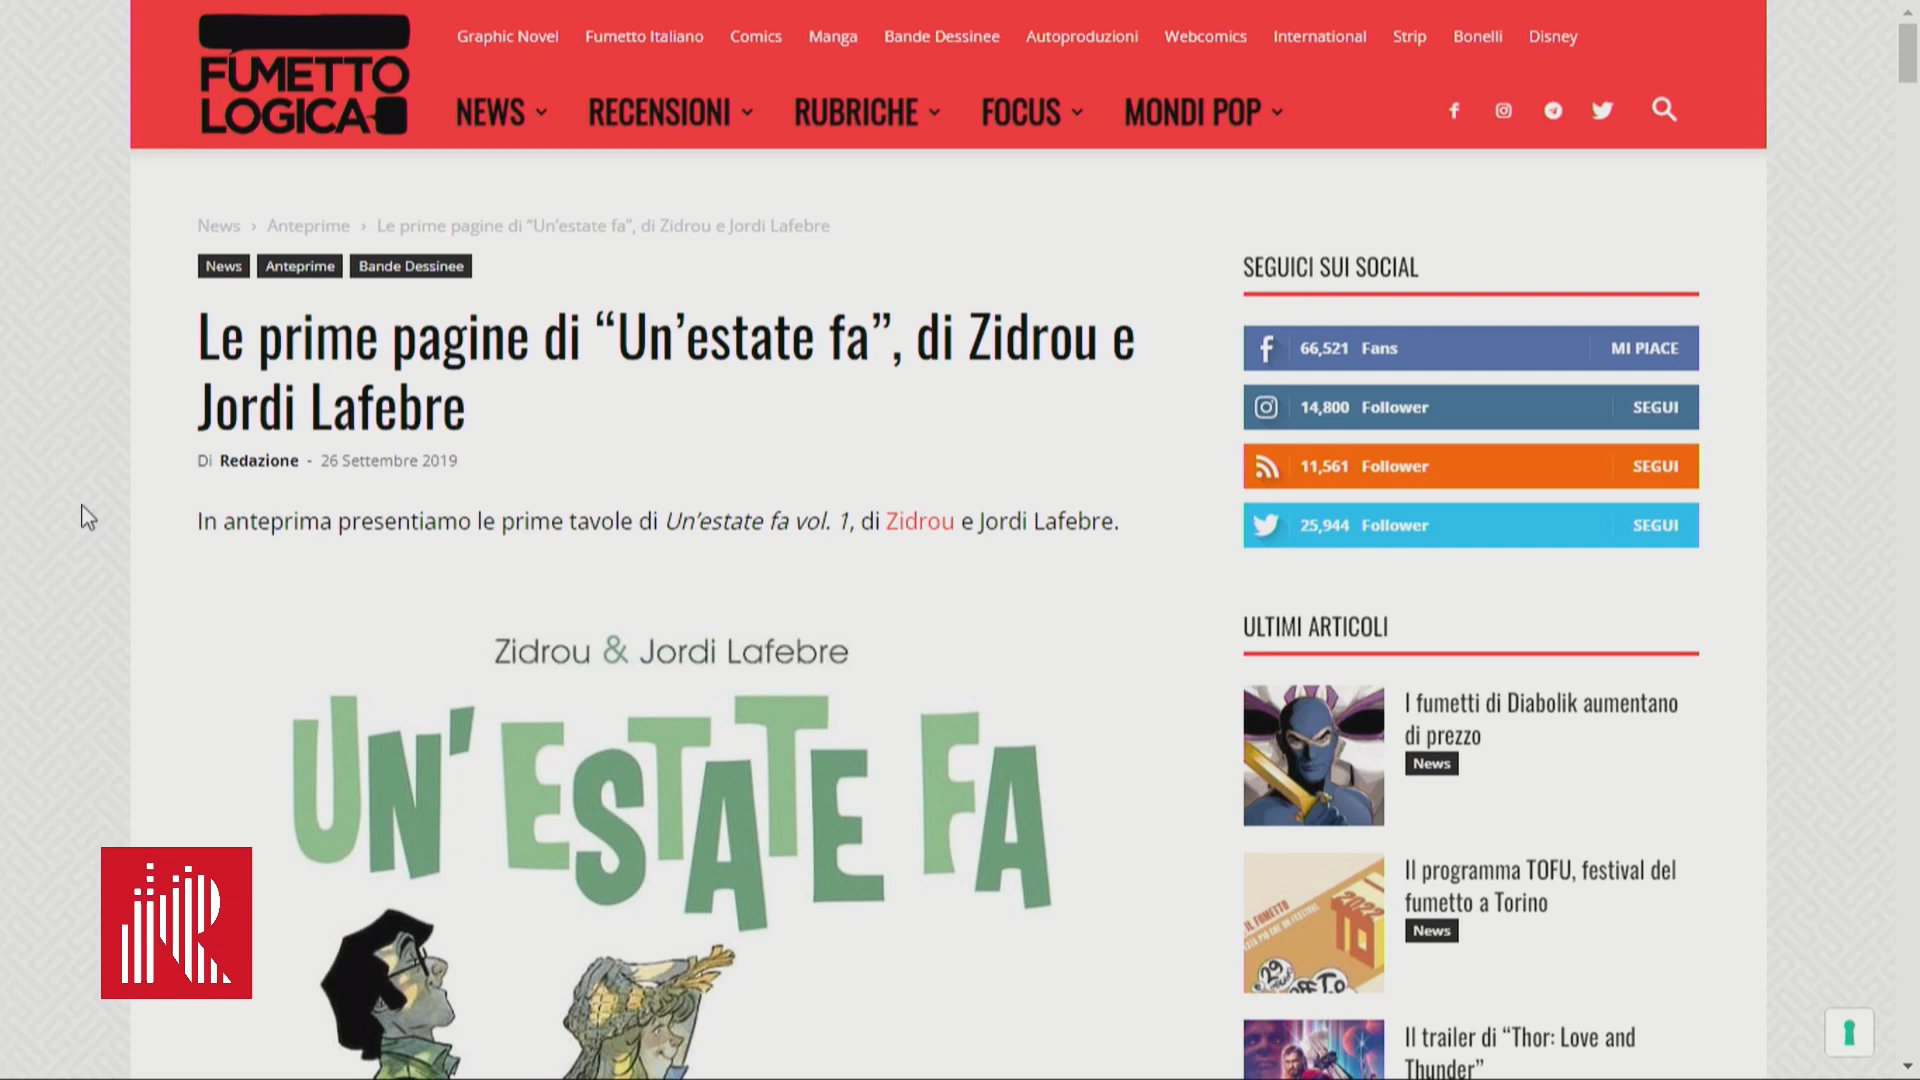 FUMETTO
LOGICA
Graphic Novel Fumetto Italiano Comics Manga Bande Dessinee Autoproduzioni Webcomics International Strip Bonelli Disney
NEWS RECENSIONI RUBRICHE FOCUS MONDI POP
News › Anteprime › Le prime pagine di “Un’estate fa”, di Zidrou e Jordi Lafebre
News Anteprime Bande Dessinee
Le prime pagine di “Un’estate fa”, di Zidrou e
Jordi Lafebre
Di Redazione - 26 Settembre 2019
In anteprima presentiamo le prime tavole di Un’estate fa vol. 1, di Zidrou e Jordi Lafebre.
Zidrou & Jordi Lafebre
UN’ ESTATE FA
SEGUICI SUI SOCIAL
66,521 Fans MI PIACE
14,800 Follower SEGUI
11,561 Follower SEGUI
25,944 Follower SEGUI
ULTIMI ARTICOLI
I fumetti di Diabolik aumentano
di prezzo
News
Il programma TOFU, festival del
fumetto a Torino
News
IL FUMETTO
2022
29
Il trailer di “Thor: Love and
Thunder”
R